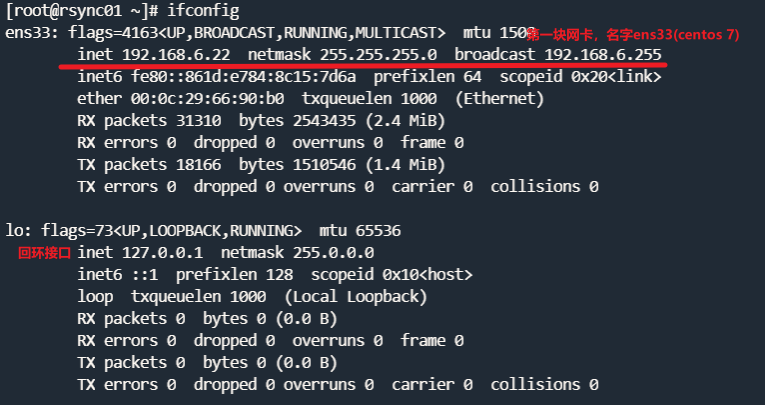 [root@rsync01 ~]# ifconfig
ens33: flags=4163<UP,BROADCAST,RUNNING,MULTICAST>  mtu 1500 第一块网卡，名字ens33(centos 7)
inet 192.168.6.22  netmask 255.255.255.0  broadcast 192.168.6.255
inet6 fe80::861d:e784:8c15:7d6a  prefixlen 64  scopeid 0x20<link>
ether 00:0c:29:66:90:b0  txqueuelen 1000  (Ethernet)
RX packets 31310  bytes 2543435 (2.4 MiB)
RX errors 0  dropped 0  overruns 0  frame 0
TX packets 18166  bytes 1510546 (1.4 MiB)
TX errors 0  dropped 0 overruns 0  carrier 0  collisions 0
lo: flags=73<UP,LOOPBACK,RUNNING>  mtu 65536
回环接口 inet 127.0.0.1  netmask 255.0.0.0
inet6 ::1  prefixlen 128  scopeid 0x10<host>
loop  txqueuelen 1000  (Local Loopback)
RX packets 0  bytes 0 (0.0 B)
RX errors 0  dropped 0  overruns 0  frame 0
TX packets 0  bytes 0 (0.0 B)
TX errors 0  dropped 0 overruns 0  carrier 0  collisions 0